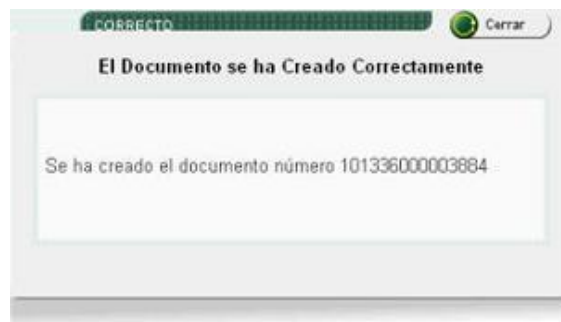 CORRECTO
Cerrar
El Documento se ha Creado Correctamente
Se ha creado el documento número 101336000003884